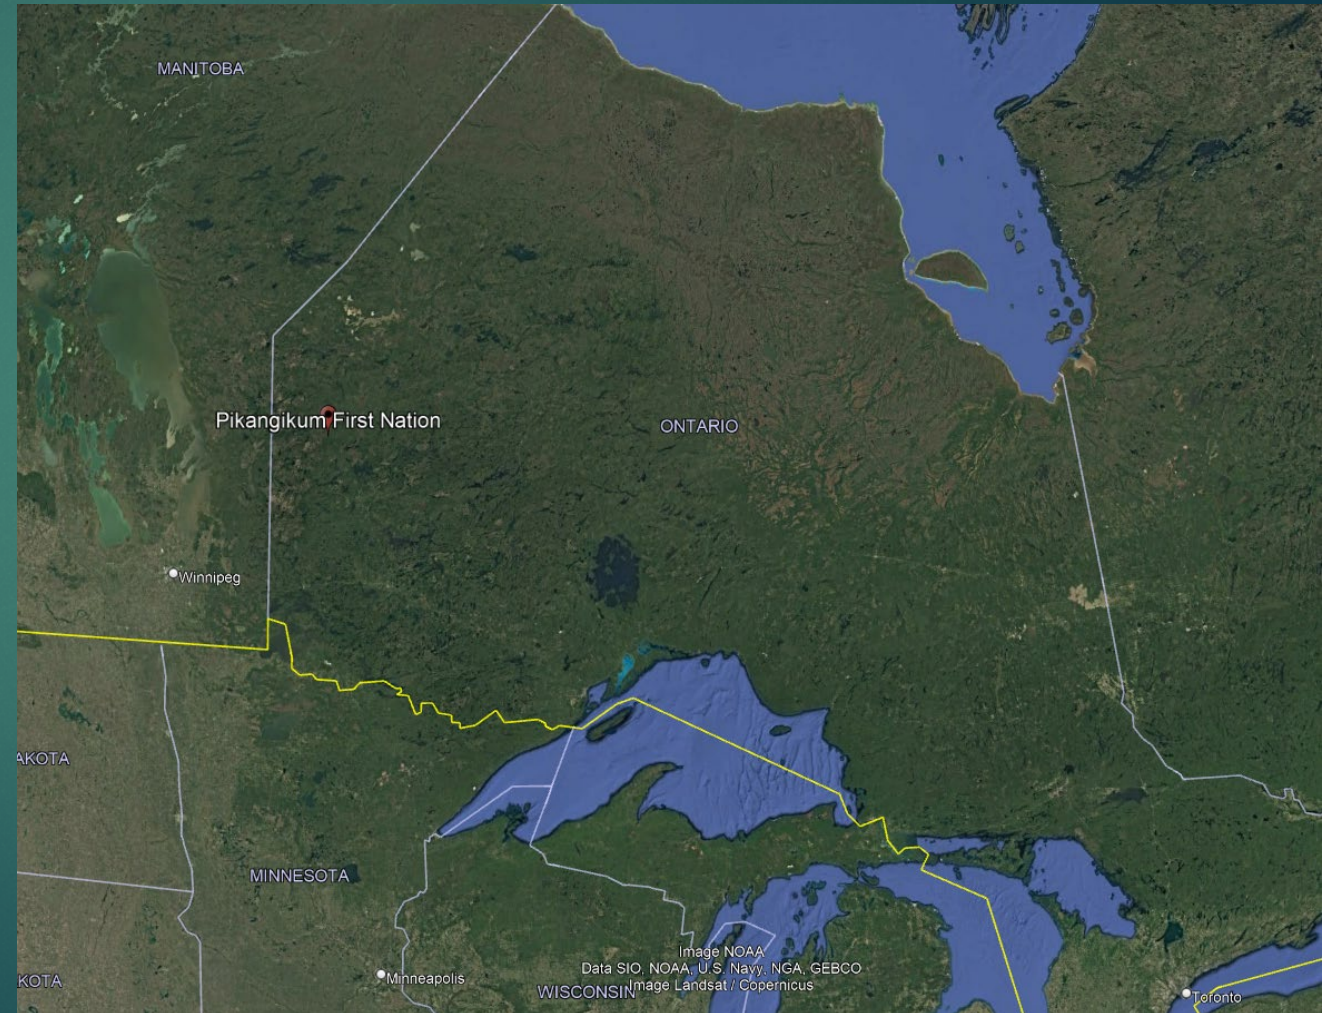 MANITOBA
Pikangikum First Nation
ONTARIO
Winnipeg
AKOTA
MINNESOTA
KOTA
Minneapolis
WISCONSIN
Image NOAA
Data SIO, NOAA, U.S. Navy, NGA, GEBCO
Image Landsat / Copernicus
Toronto